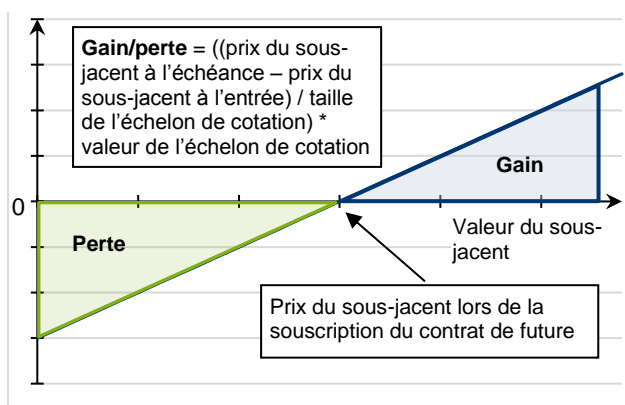 Gain/perte = ((prix du sous-
jacent à l'échéance – prix du
sous-jacent à l'entrée) / taille
de l'échelon de cotation) *
valeur de l'échelon de cotation
Gain
0
Valeur du sous-
jacent
Perte
Prix du sous-jacent lors de la
souscription du contrat de future